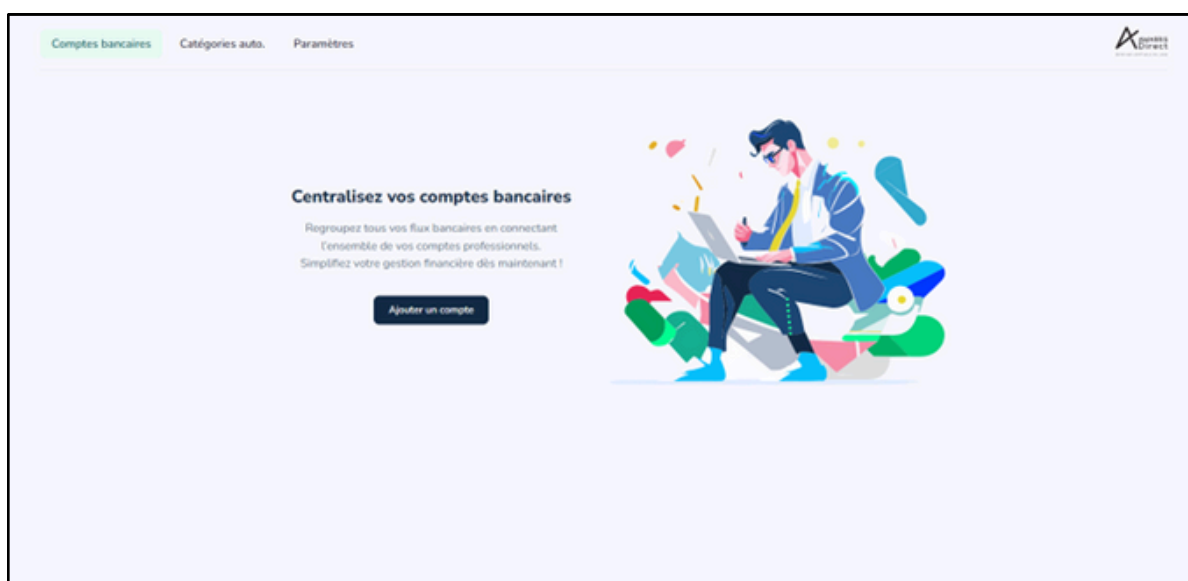 Comptes bancaires
Catégories auto.
Paramètres
Direct
Centralisez vos comptes bancaires
Regroupez tous vos flux bancaires en connectant
l'ensemble de vos comptes professionnels.
Simplifiez votre gestion financière dès maintenant !
Ajouter un compte